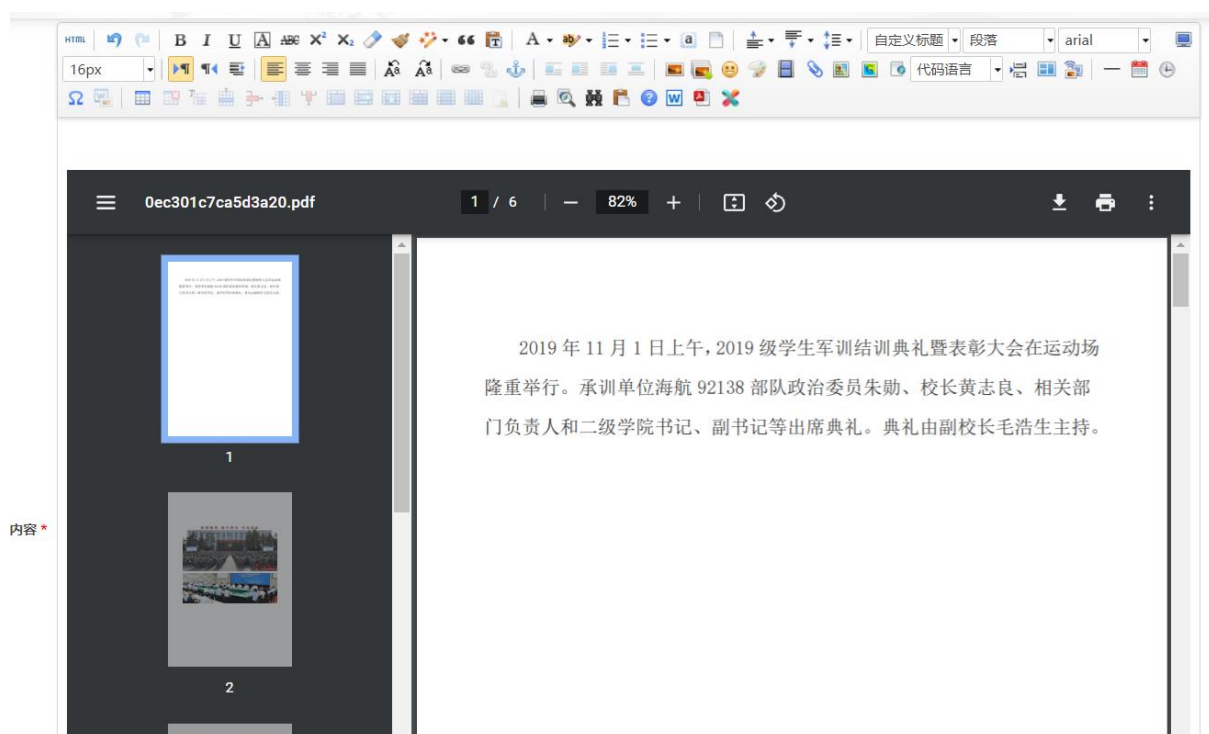 HTML B I U A ABC X² X₂ 66 T A ab a 自定义标题 段落 arial
16px Aa Aa 代码语言
Ω W
0ec301c7ca5d3a20.pdf 1 / 6 82%
1
2
内容 *
2019 年 11 月 1 日上午，2019 级学生军训结训典礼暨表彰大会在运动场
隆重举行。承训单位海航 92138 部队政治委员朱勋、校长黄志良、相关部
门负责人和二级学院书记、副书记等出席典礼。典礼由副校长毛浩生主持。